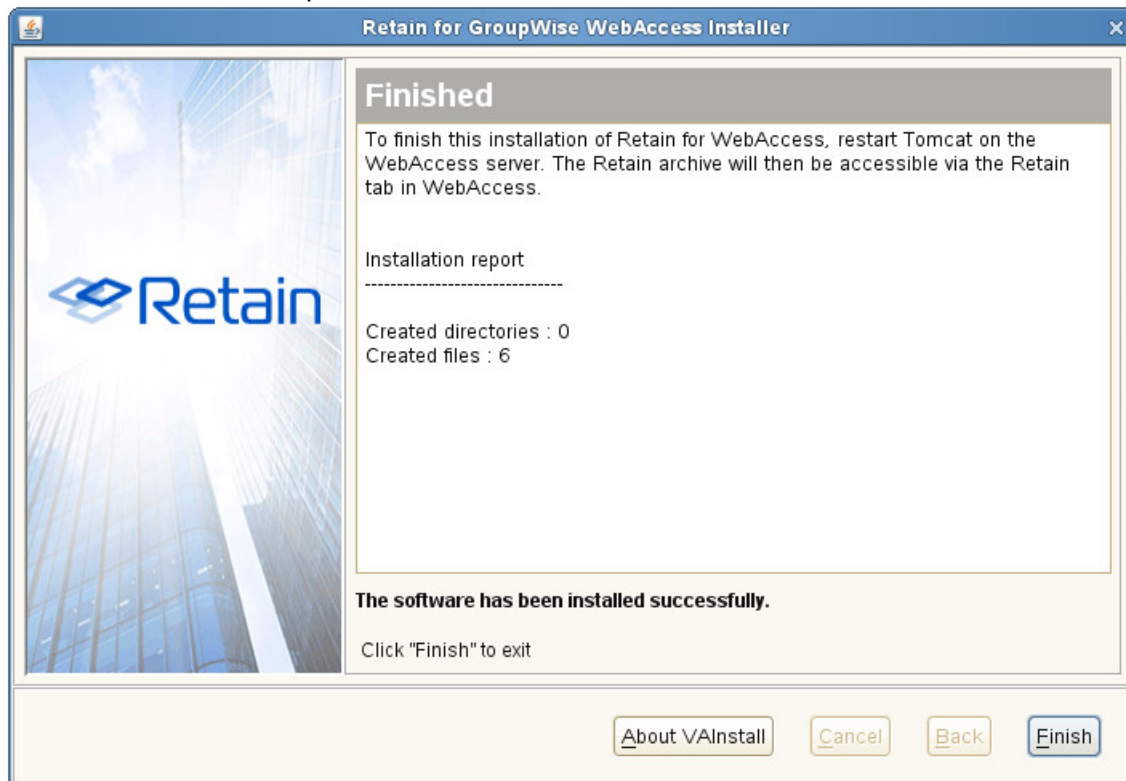 Retain for GroupWise WebAccess Installer
Finished
To finish this installation of Retain for WebAccess, restart Tomcat on the
WebAccess server. The Retain archive will then be accessible via the Retain
tab in WebAccess.
Installation report
-------------------------------
Created directories : 0
Created files : 6
Retain
The software has been installed successfully.
Click "Finish" to exit
About VAInstall
Cancel
Back
Finish